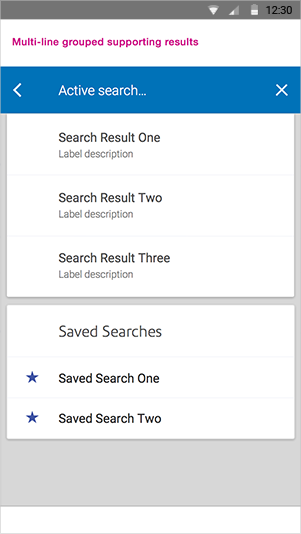 12:30
Multi-line grouped supporting results
Active search...
Search Result One
Label description
Search Result Two
Label description
Search Result Three
Label description
Saved Searches
Saved Search One
Saved Search Two